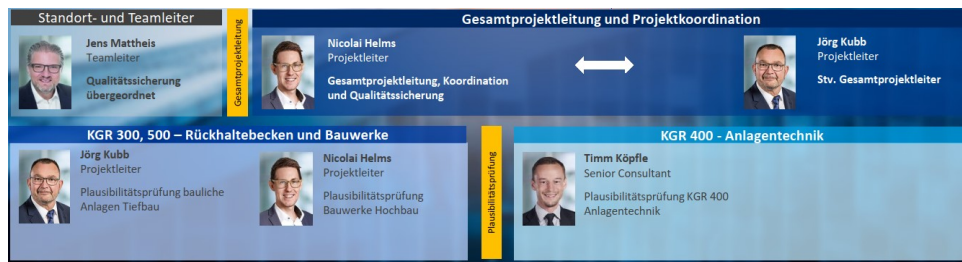 Standort- und Teamleiter
Jens Mattheis
Teamleiter
Qualitätssicherung
übergeordnet
Gesamtprojektleitung
Gesamtprojektleitung und Projektkoordination
Nicolai Helms
Projektleiter
Gesamtprojektleitung, Koordination
und Qualitätssicherung
Jörg Kubb
Projektleiter
Stv. Gesamtprojektleiter
KGR 300, 500 – Rückhaltebecken und Bauwerke
Jörg Kubb
Projektleiter
Plausibilitätsprüfung bauliche
Anlagen Tiefbau
Nicolai Helms
Projektleiter
Plausibilitätsprüfung
Bauwerke Hochbau
Plausibilitätsprüfung
KGR 400 - Anlagentechnik
Timm Köpfle
Senior Consultant
Plausibilitätsprüfung KGR 400
Anlagentechnik